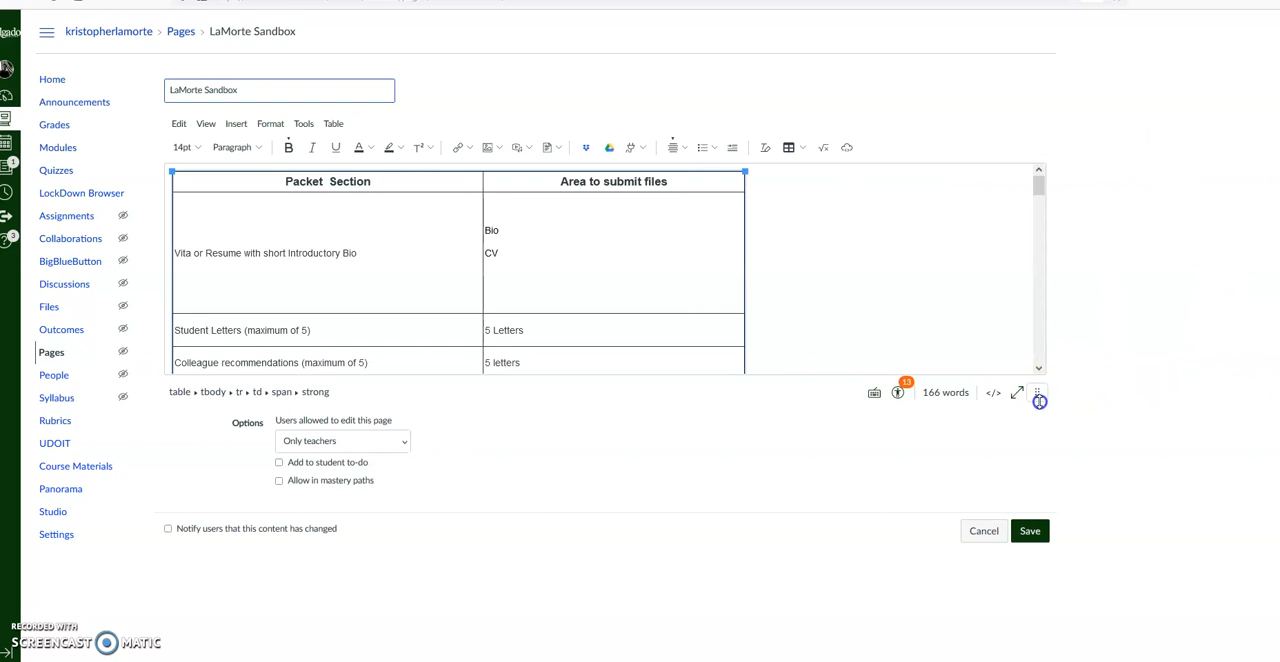 kristopherlamorte > Pages > LaMorte Sandbox
Home
Announcements
Grades
Modules
Quizzes
LockDown Browser
Assignments
Collaborations
BigBlueButton
Discussions
Files
Outcomes
Pages
People
Syllabus
Rubrics
UDOIT
Course Materials
Panorama
Studio
Settings
1
3
LaMorte Sandbox
Edit View Insert Format Tools Table
14pt Paragraph B I U A T²
Packet Section Area to submit files
Bio
Vita or Resume with short Introductory Bio CV
Student Letters (maximum of 5) 5 Letters
Colleague recommendations (maximum of 5) 5 letters
table ▸ tbody ▸ tr ▸ td ▸ span ▸ strong
13
166 words </>
Options Users allowed to edit this page
Only teachers
Add to student to-do
Allow in mastery paths
Notify users that this content has changed
Cancel Save
RECORDED WITH
SCREENCAST MATIC